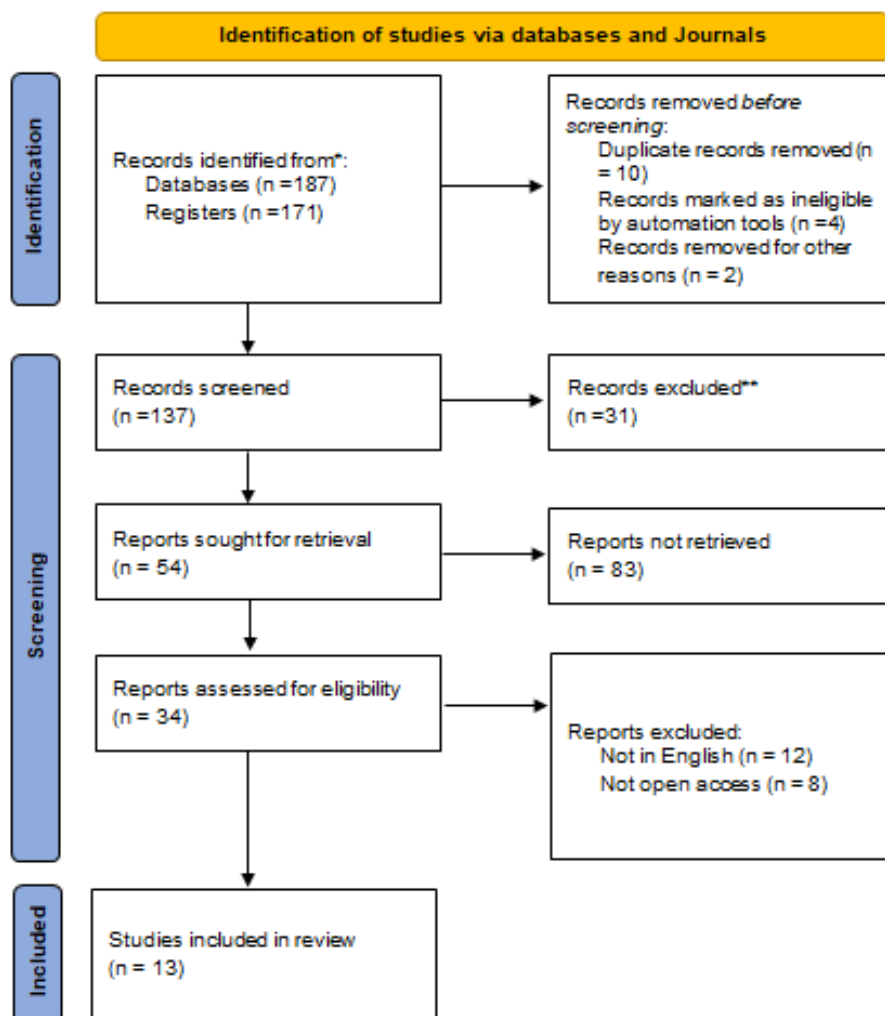 Identification of studies via databases and Journals
Identification
Records identified from*:
Databases (n =187)
Registers (n =171)
Records removed before
screening:
Duplicate records removed (n
= 10)
Records marked as ineligible
by automation tools (n =4)
Records removed for other
reasons (n = 2)
Screening
Records screened
(n =137)
Records excluded**
(n =31)
Reports sought for retrieval
(n = 54)
Reports not retrieved
(n = 83)
Reports assessed for eligibility
(n = 34)
Reports excluded:
Not in English (n = 12)
Not open access (n = 8)
Included
Studies included in review
(n = 13)